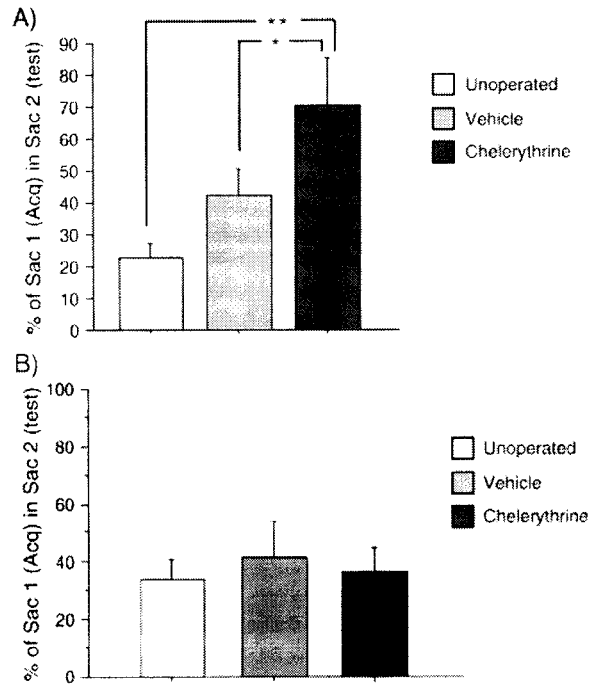 A)
**
*
% of Sac 1 (Acq) in Sac 2 (test)
90
80
70
60
50
40
30
20
10
0
Unoperated
Vehicle
Chelerythrine
B)
% of Sac 1 (Acq) in Sac 2 (test)
100
80
60
40
20
0
Unoperated
Vehicle
Chelerythrine